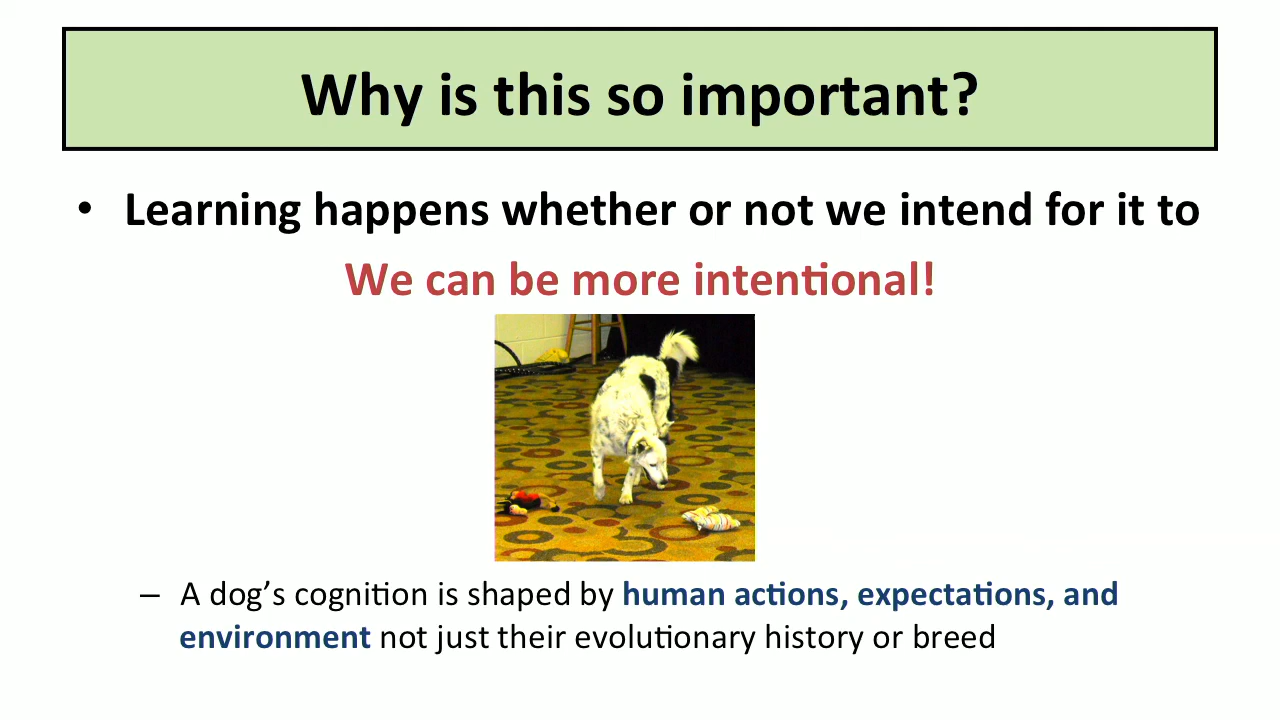 Why is this so important?
• Learning happens whether or not we intend for it to
We can be more intentional!
– A dog’s cognition is shaped by human actions, expectations, and
environment not just their evolutionary history or breed